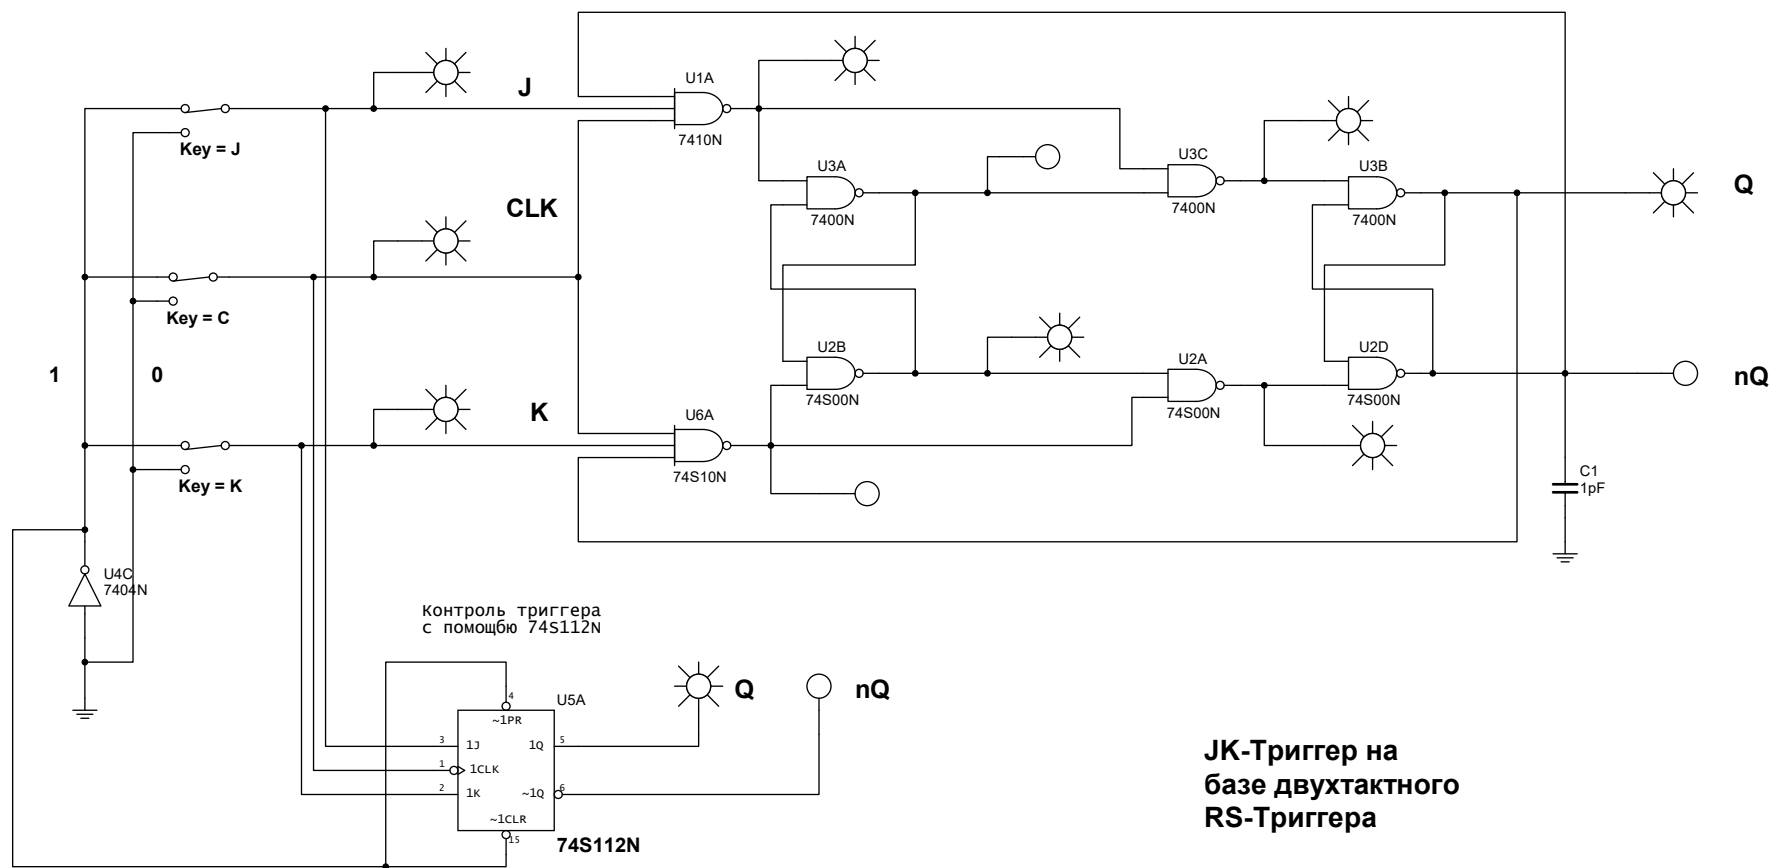 U1A
J
7410N
Key = J
U3A
7400N
U3C
7400N
U3B
7400N
Q
CLK
Key = C
1
0
U2B
74S00N
U2A
74S00N
U2D
74S00N
nQ
K
U6A
74S10N
Key = K
C1
1pF
U4C
7404N
Контроль триггера
с помощбю 74S112N
U5A
4
~1PR
3
1J
1Q
5
1
1CLK
2
1K
~1Q
6
~1CLR
15
74S112N
Q
nQ
JK-Триггер на
базе двухтактного
RS-Триггера